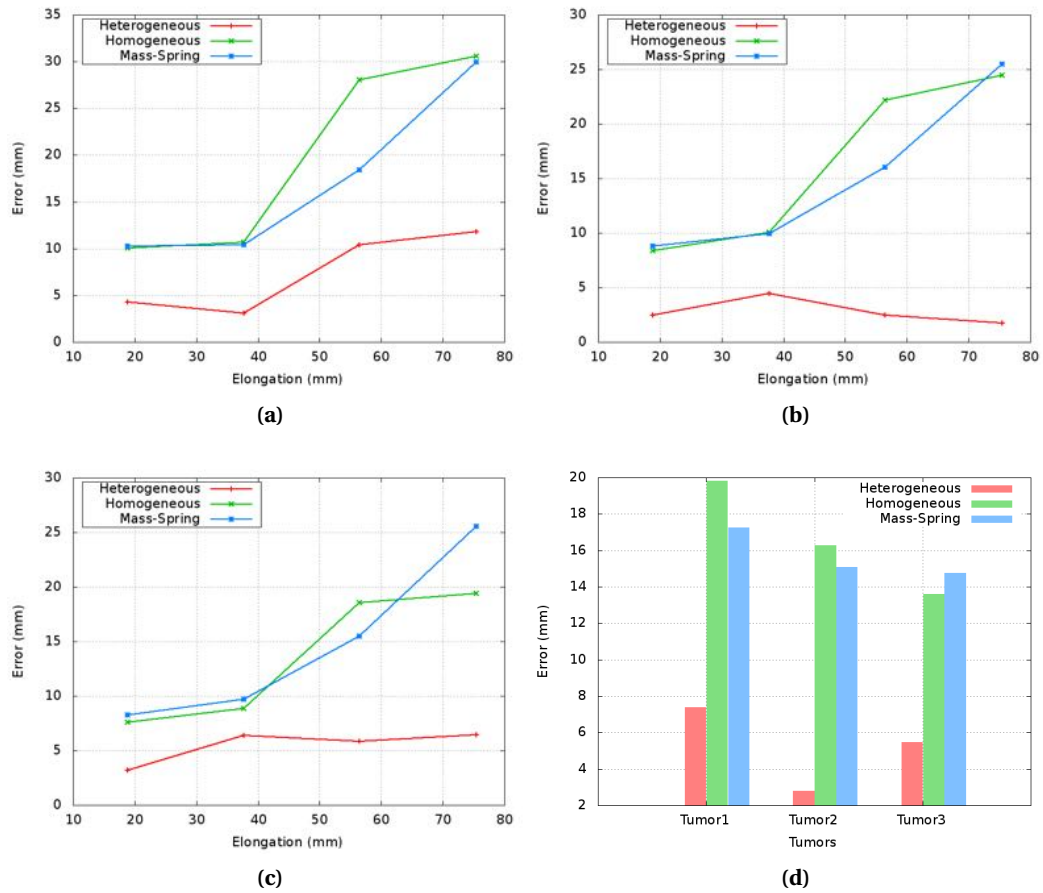 35
30
25
20
15
10
5
0
Error (mm)
Heterogeneous
Homogeneous
Mass-Spring
10 20 30 40 50 60 70 80
Elongation (mm)
(a)
30
25
20
15
10
5
0
Error (mm)
Heterogeneous
Homogeneous
Mass-Spring
10 20 30 40 50 60 70 80
Elongation (mm)
(b)
30
25
20
15
10
5
0
Error (mm)
Heterogeneous
Homogeneous
Mass-Spring
10 20 30 40 50 60 70 80
Elongation (mm)
(c)
20
18
16
14
12
10
8
6
4
2
Error (mm)
Heterogeneous
Homogeneous
Mass-Spring
Tumor1 Tumor2 Tumor3
Tumors
(d)